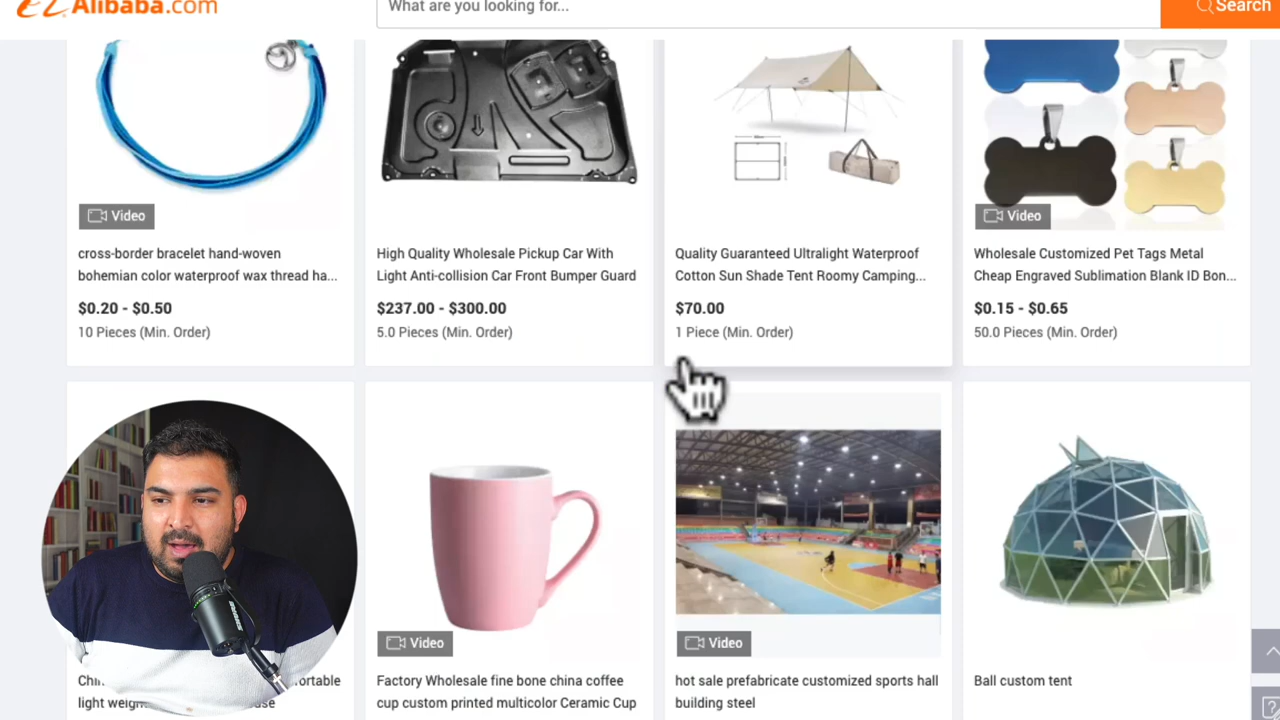 Alibaba.com
What are you looking for...
Search
Video
cross-border bracelet hand-woven
bohemian color waterproof wax thread ha...
$0.20 - $0.50
10 Pieces (Min. Order)
High Quality Wholesale Pickup Car With
Light Anti-collision Car Front Bumper Guard
$237.00 - $300.00
5.0 Pieces (Min. Order)
Quality Guaranteed Ultralight Waterproof
Cotton Sun Shade Tent Roomy Camping...
$70.00
1 Piece (Min. Order)
Video
Wholesale Customized Pet Tags Metal
Cheap Engraved Sublimation Blank ID Bon...
$0.15 - $0.65
50.0 Pieces (Min. Order)
light
Video
Factory Wholesale fine bone china coffee
cup custom printed multicolor Ceramic Cup
Video
hot sale prefabricate customized sports hall
building steel
Ball custom tent